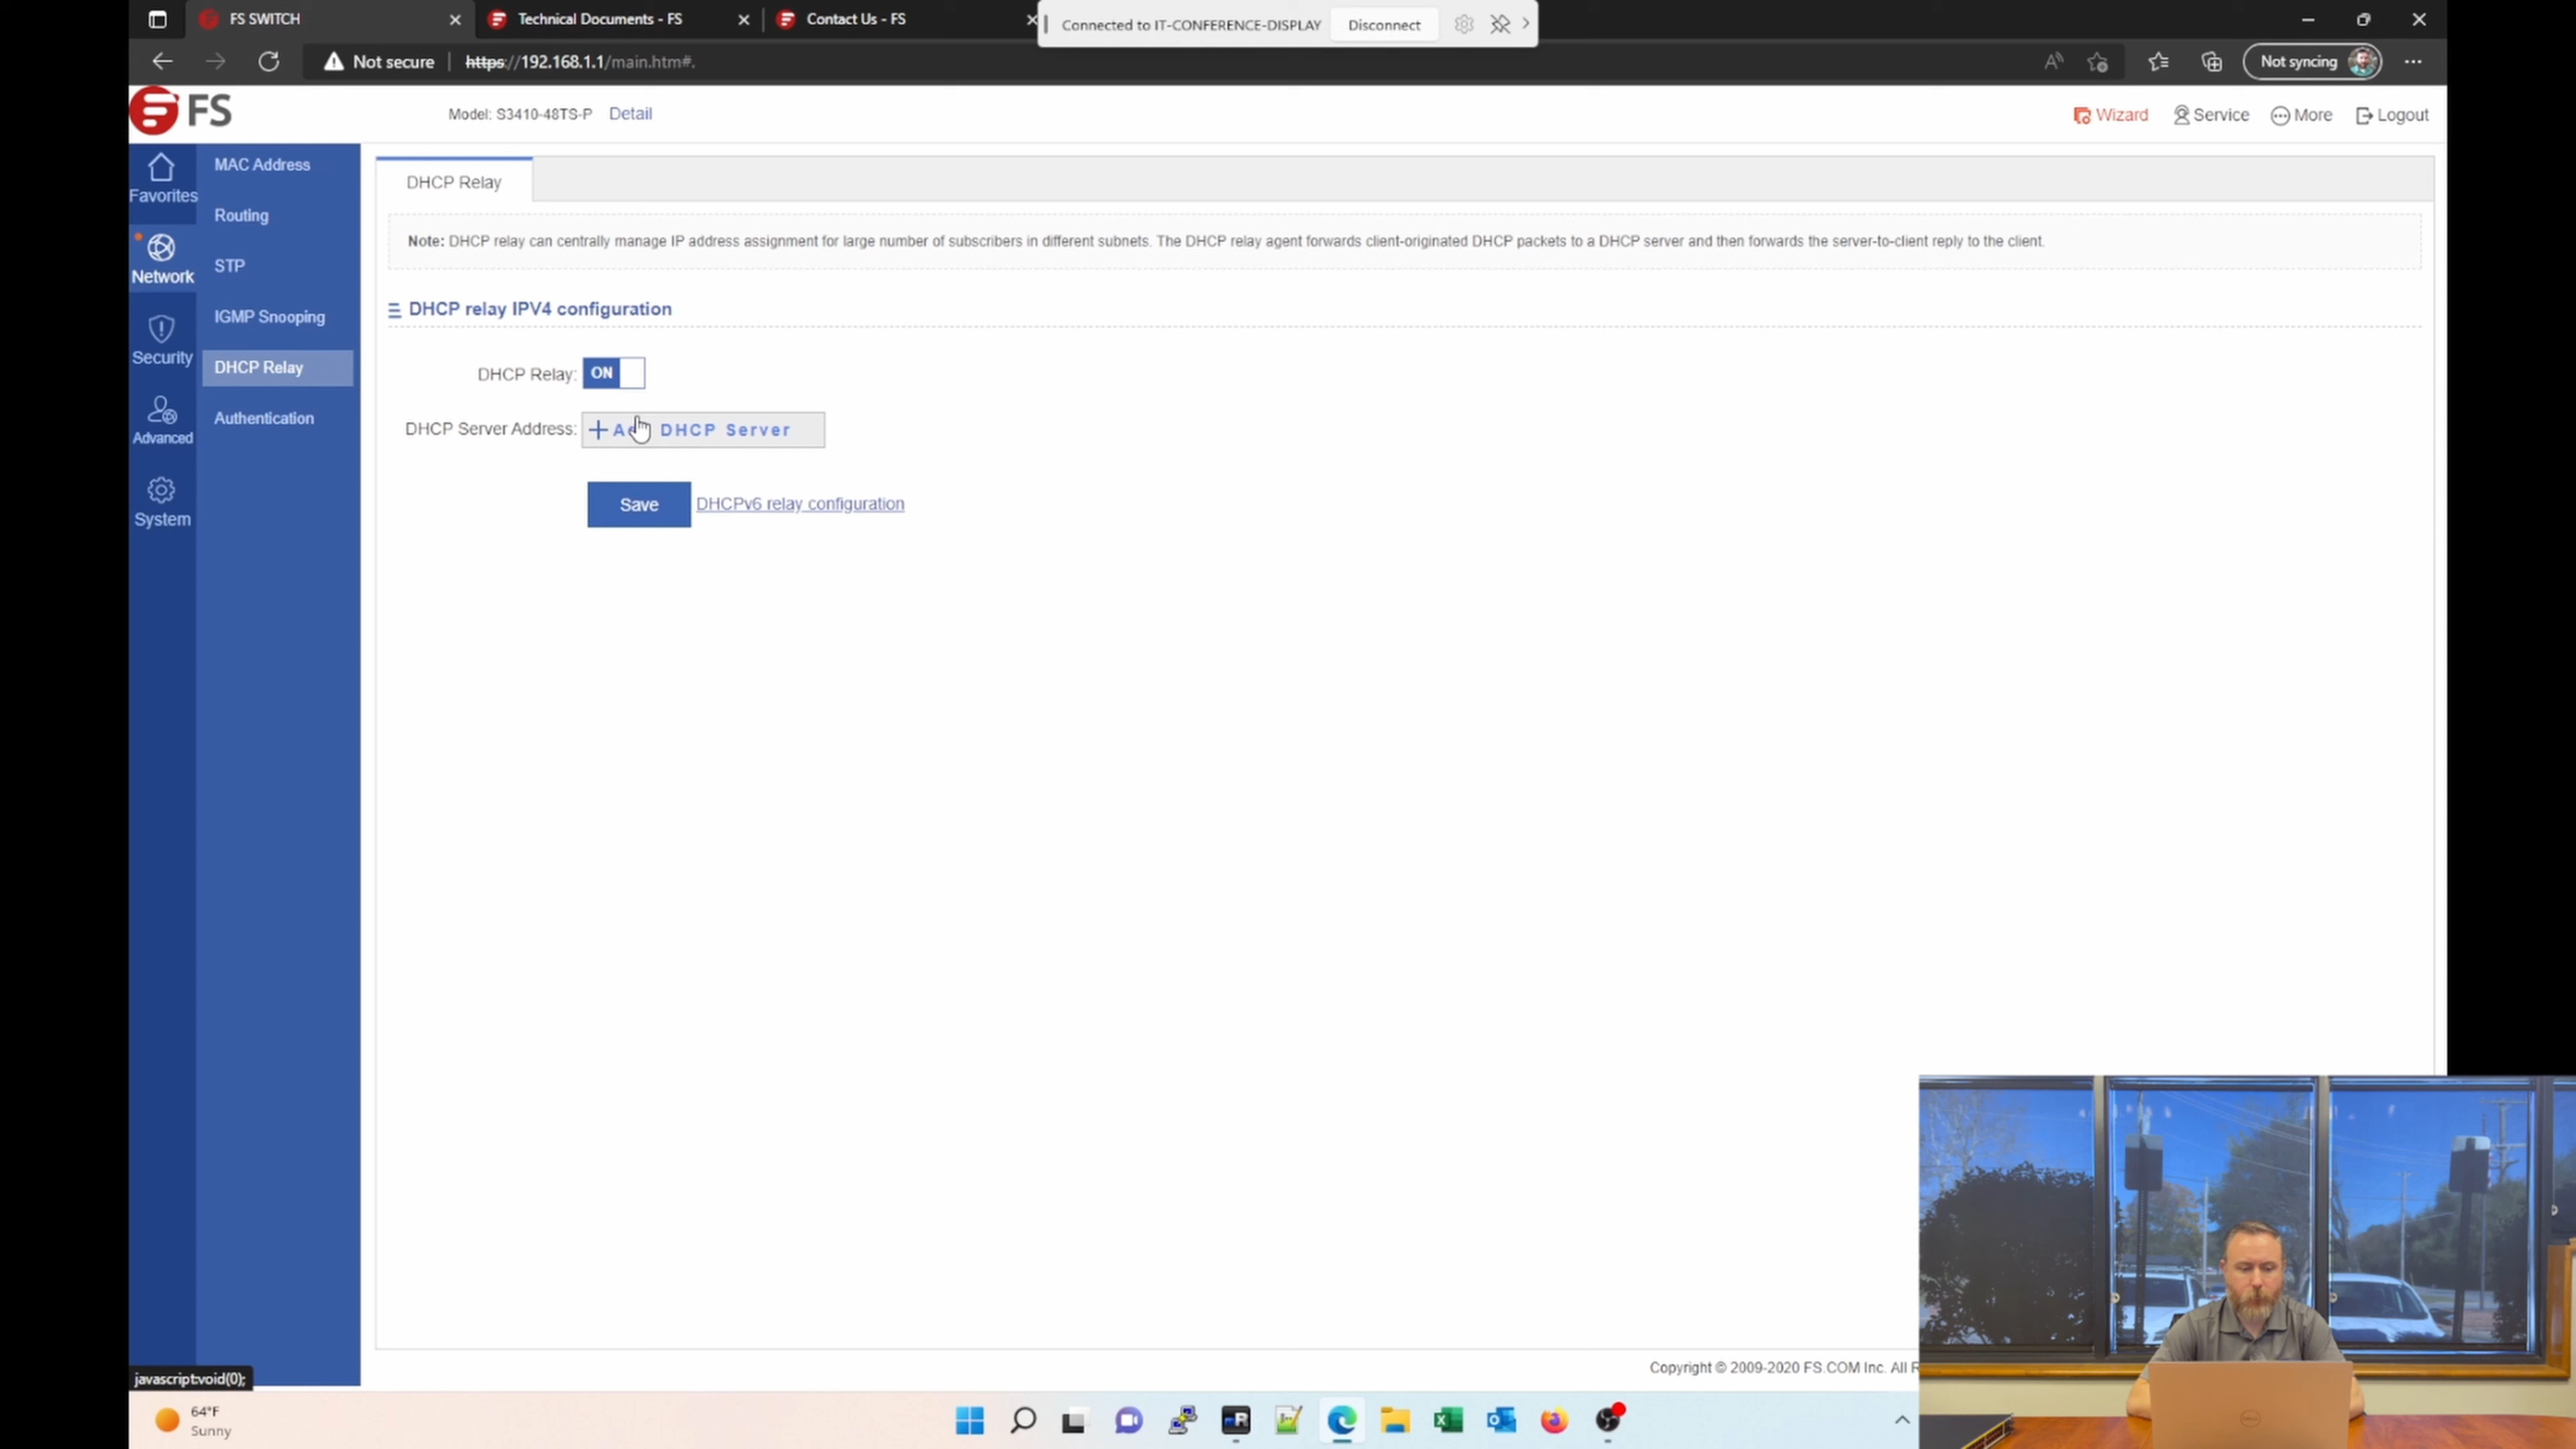 FS SWITCH
Technical Documents - FS
Contact Us - FS
Connected to IT-CONFERENCE-DISPLAY
Disconnect
Not secure
https://192.168.1.1/main.htm#.
Not syncing
FS
Model: S3410-48TS-P
Detail
Wizard
Service
More
Logout
Favorites
Network
Security
Advanced
System
MAC Address
Routing
STP
IGMP Snooping
DHCP Relay
Authentication
DHCP Relay
Note: DHCP relay can centrally manage IP address assignment for large number of subscribers in different subnets. The DHCP relay agent forwards client-originated DHCP packets to a DHCP server and then forwards the server-to-client reply to the client.
DHCP relay IPV4 configuration
DHCP Relay: ON
DHCP Server Address: DHCP Server
Save DHCPv6 relay configuration
Copyright © 2009-2020 FS.COM Inc. All
javascript:void(0);
64°F
Sunny